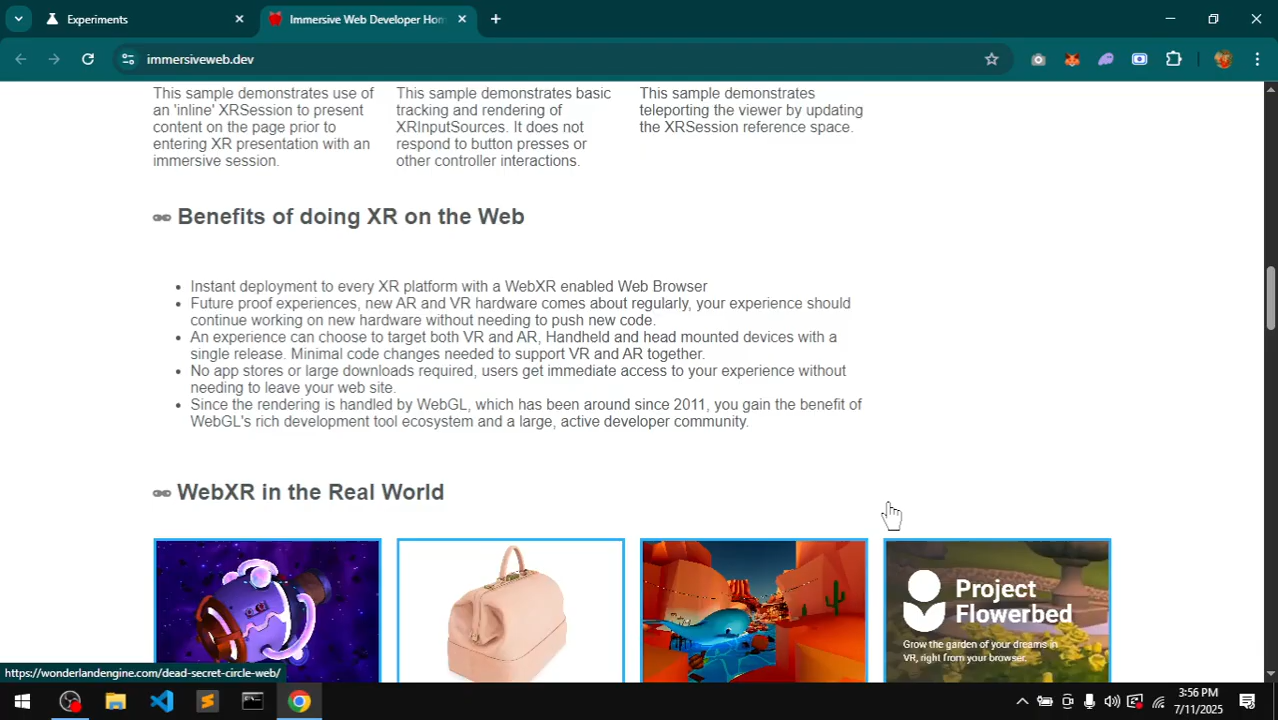 Experiments
Immersive Web Developer Hom
immersiveweb.dev
This sample demonstrates use of
an 'inline' XRSession to present
content on the page prior to
entering XR presentation with an
immersive session.
This sample demonstrates basic
tracking and rendering of
XRInputSources. It does not
respond to button presses or
other controller interactions.
This sample demonstrates
teleporting the viewer by updating
the XRSession reference space.
Benefits of doing XR on the Web
Instant deployment to every XR platform with a WebXR enabled Web Browser
Future proof experiences, new AR and VR hardware comes about regularly, your experience should
continue working on new hardware without needing to push new code.
An experience can choose to target both VR and AR, Handheld and head mounted devices with a
single release. Minimal code changes needed to support VR and AR together.
No app stores or large downloads required, users get immediate access to your experience without
needing to leave your web site.
Since the rendering is handled by WebGL, which has been around since 2011, you gain the benefit of
WebGL's rich development tool ecosystem and a large, active developer community.
WebXR in the Real World
Project
Flowerbed
Grow the garden of your dreams in
VR, right from your browser.
https://wonderlandengine.com/dead-secret-circle-web/
3:56 PM
7/11/2025